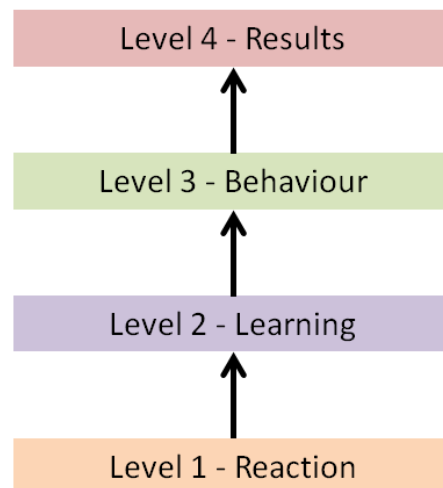 Level 4 - Results
Level 3 - Behaviour
Level 2 - Learning
Level 1 - Reaction